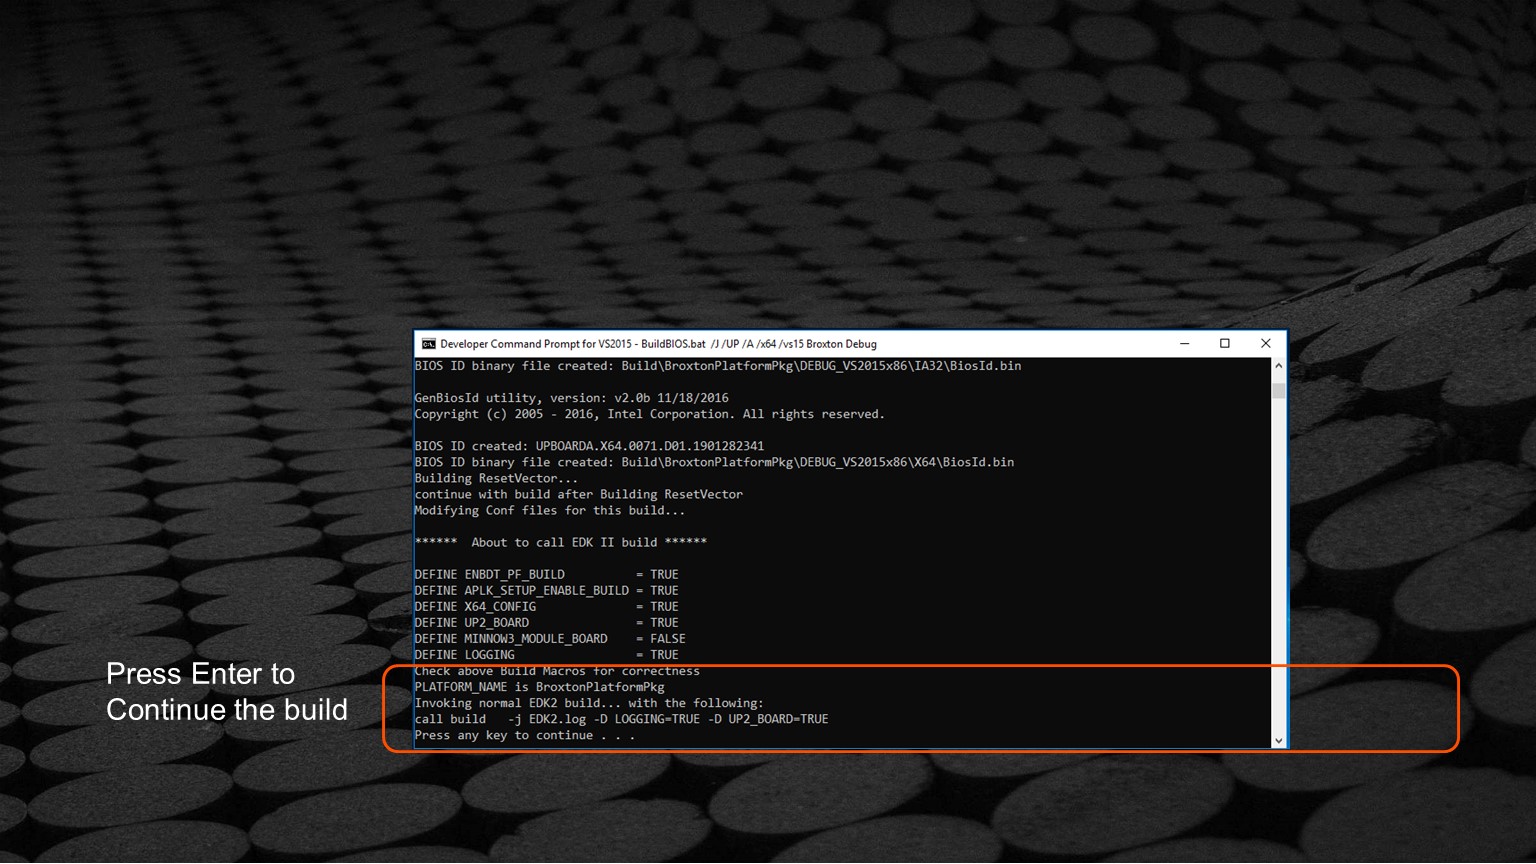 Developer Command Prompt for VS2015 - BuildBIOS.bat /J /UP /A /x64 /vs15 Broxton Debug
BIOS ID binary file created: Build\BroxtonPlatformPkg\DEBUG_VS2015x86\IA32\BiosId.bin
GenBiosId utility, version: v2.0b 11/18/2016
Copyright (c) 2005 - 2016, Intel Corporation. All rights reserved.
BIOS ID created: UPBOARDA.X64.0071.D01.1901282341
BIOS ID binary file created: Build\BroxtonPlatformPkg\DEBUG_VS2015x86\X64\BiosId.bin
Building ResetVector...
continue with build after Building ResetVector
Modifying Conf files for this build...
****** About to call EDK II build ******
DEFINE ENBDT_PF_BUILD = TRUE
DEFINE APLK_SETUP_ENABLE_BUILD = TRUE
DEFINE X64_CONFIG = TRUE
DEFINE UP2_BOARD = TRUE
DEFINE MINNOW3_MODULE_BOARD = FALSE
DEFINE LOGGING = TRUE
Check above Build Macros for correctness
PLATFORM_NAME is BroxtonPlatformPkg
Invoking normal EDK2 build... with the following:
call build -j EDK2.log -D LOGGING=TRUE -D UP2_BOARD=TRUE
Press any key to continue . . .
Press Enter to
Continue the build